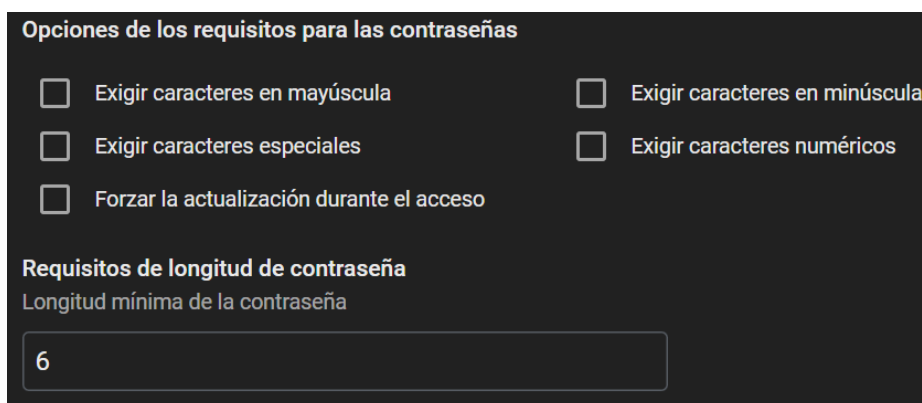 Opciones de los requisitos para las contraseñas
Exigir caracteres en mayúscula
Exigir caracteres en minúscula
Exigir caracteres especiales
Exigir caracteres numéricos
Forzar la actualización durante el acceso
Requisitos de longitud de contraseña
Longitud mínima de la contraseña
6